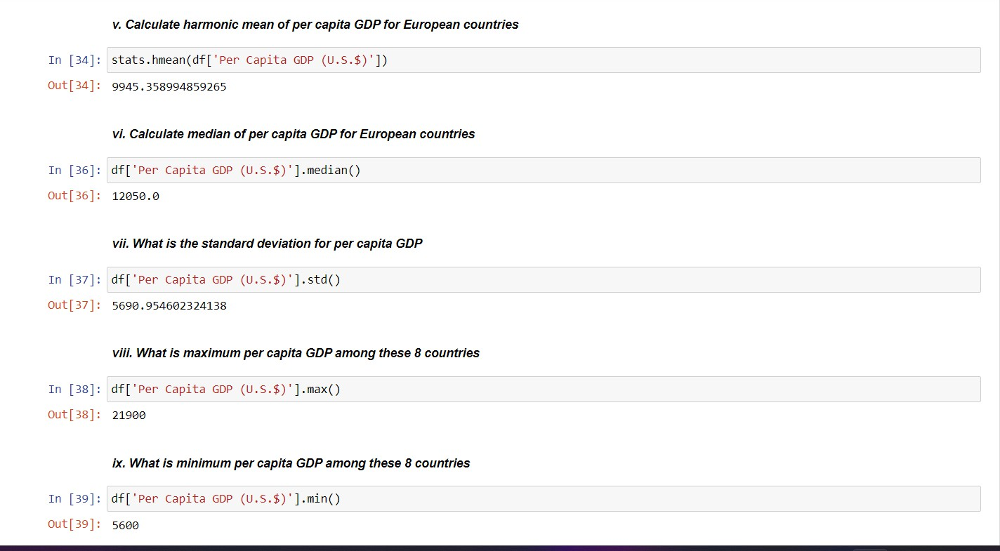 v. Calculate harmonic mean of per capita GDP for European countries
In [34]: stats.hmean(df['Per Capita GDP (U.S.$)'])
Out[34]: 9945.358994859265
vi. Calculate median of per capita GDP for European countries
In [36]: df['Per Capita GDP (U.S.$)'].median()
Out[36]: 12050.0
vii. What is the standard deviation for per capita GDP
In [37]: df['Per Capita GDP (U.S.$)'].std()
Out[37]: 5690.954602324138
viii. What is maximum per capita GDP among these 8 countries
In [38]: df['Per Capita GDP (U.S.$)'].max()
Out[38]: 21900
ix. What is minimum per capita GDP among these 8 countries
In [39]: df['Per Capita GDP (U.S.$)'].min()
Out[39]: 5600